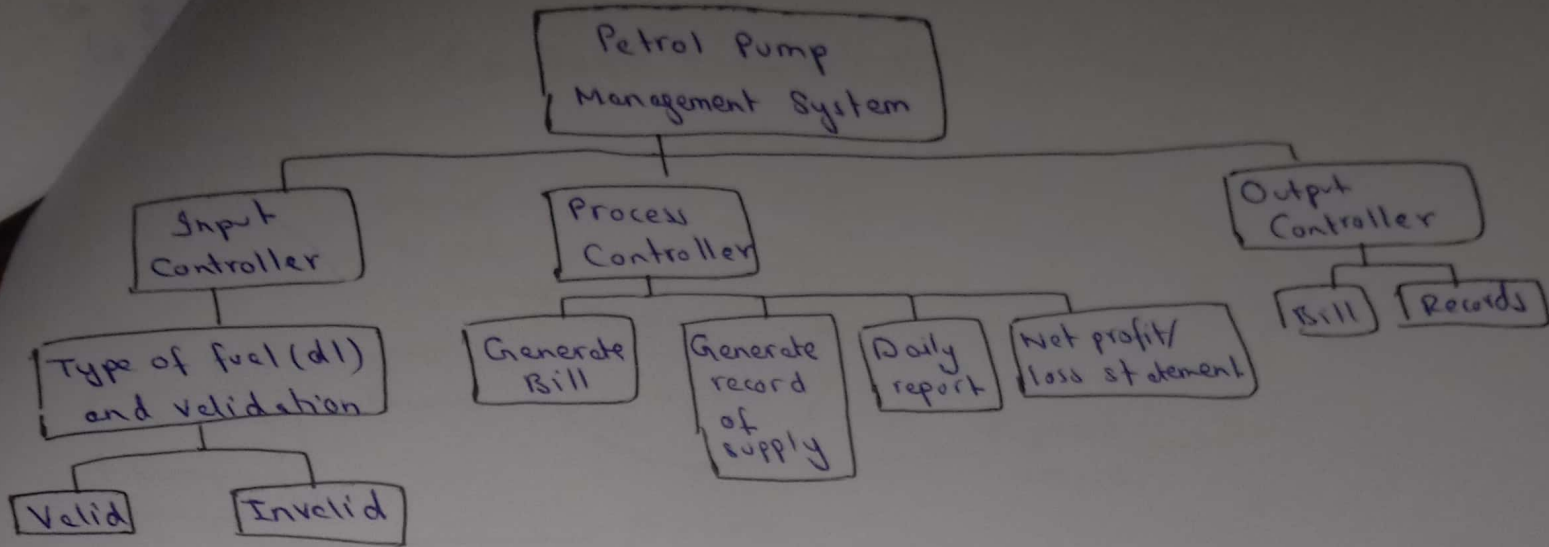 Petrol Pump
Management System
Input
Controller
Process
Controller
Output
Controller
Type of fuel (dl)
and validation
Valid
Invalid
Generate
Bill
Generate
record
of
supply
Daily
report
Net profit/
loss statement
Bill
Records